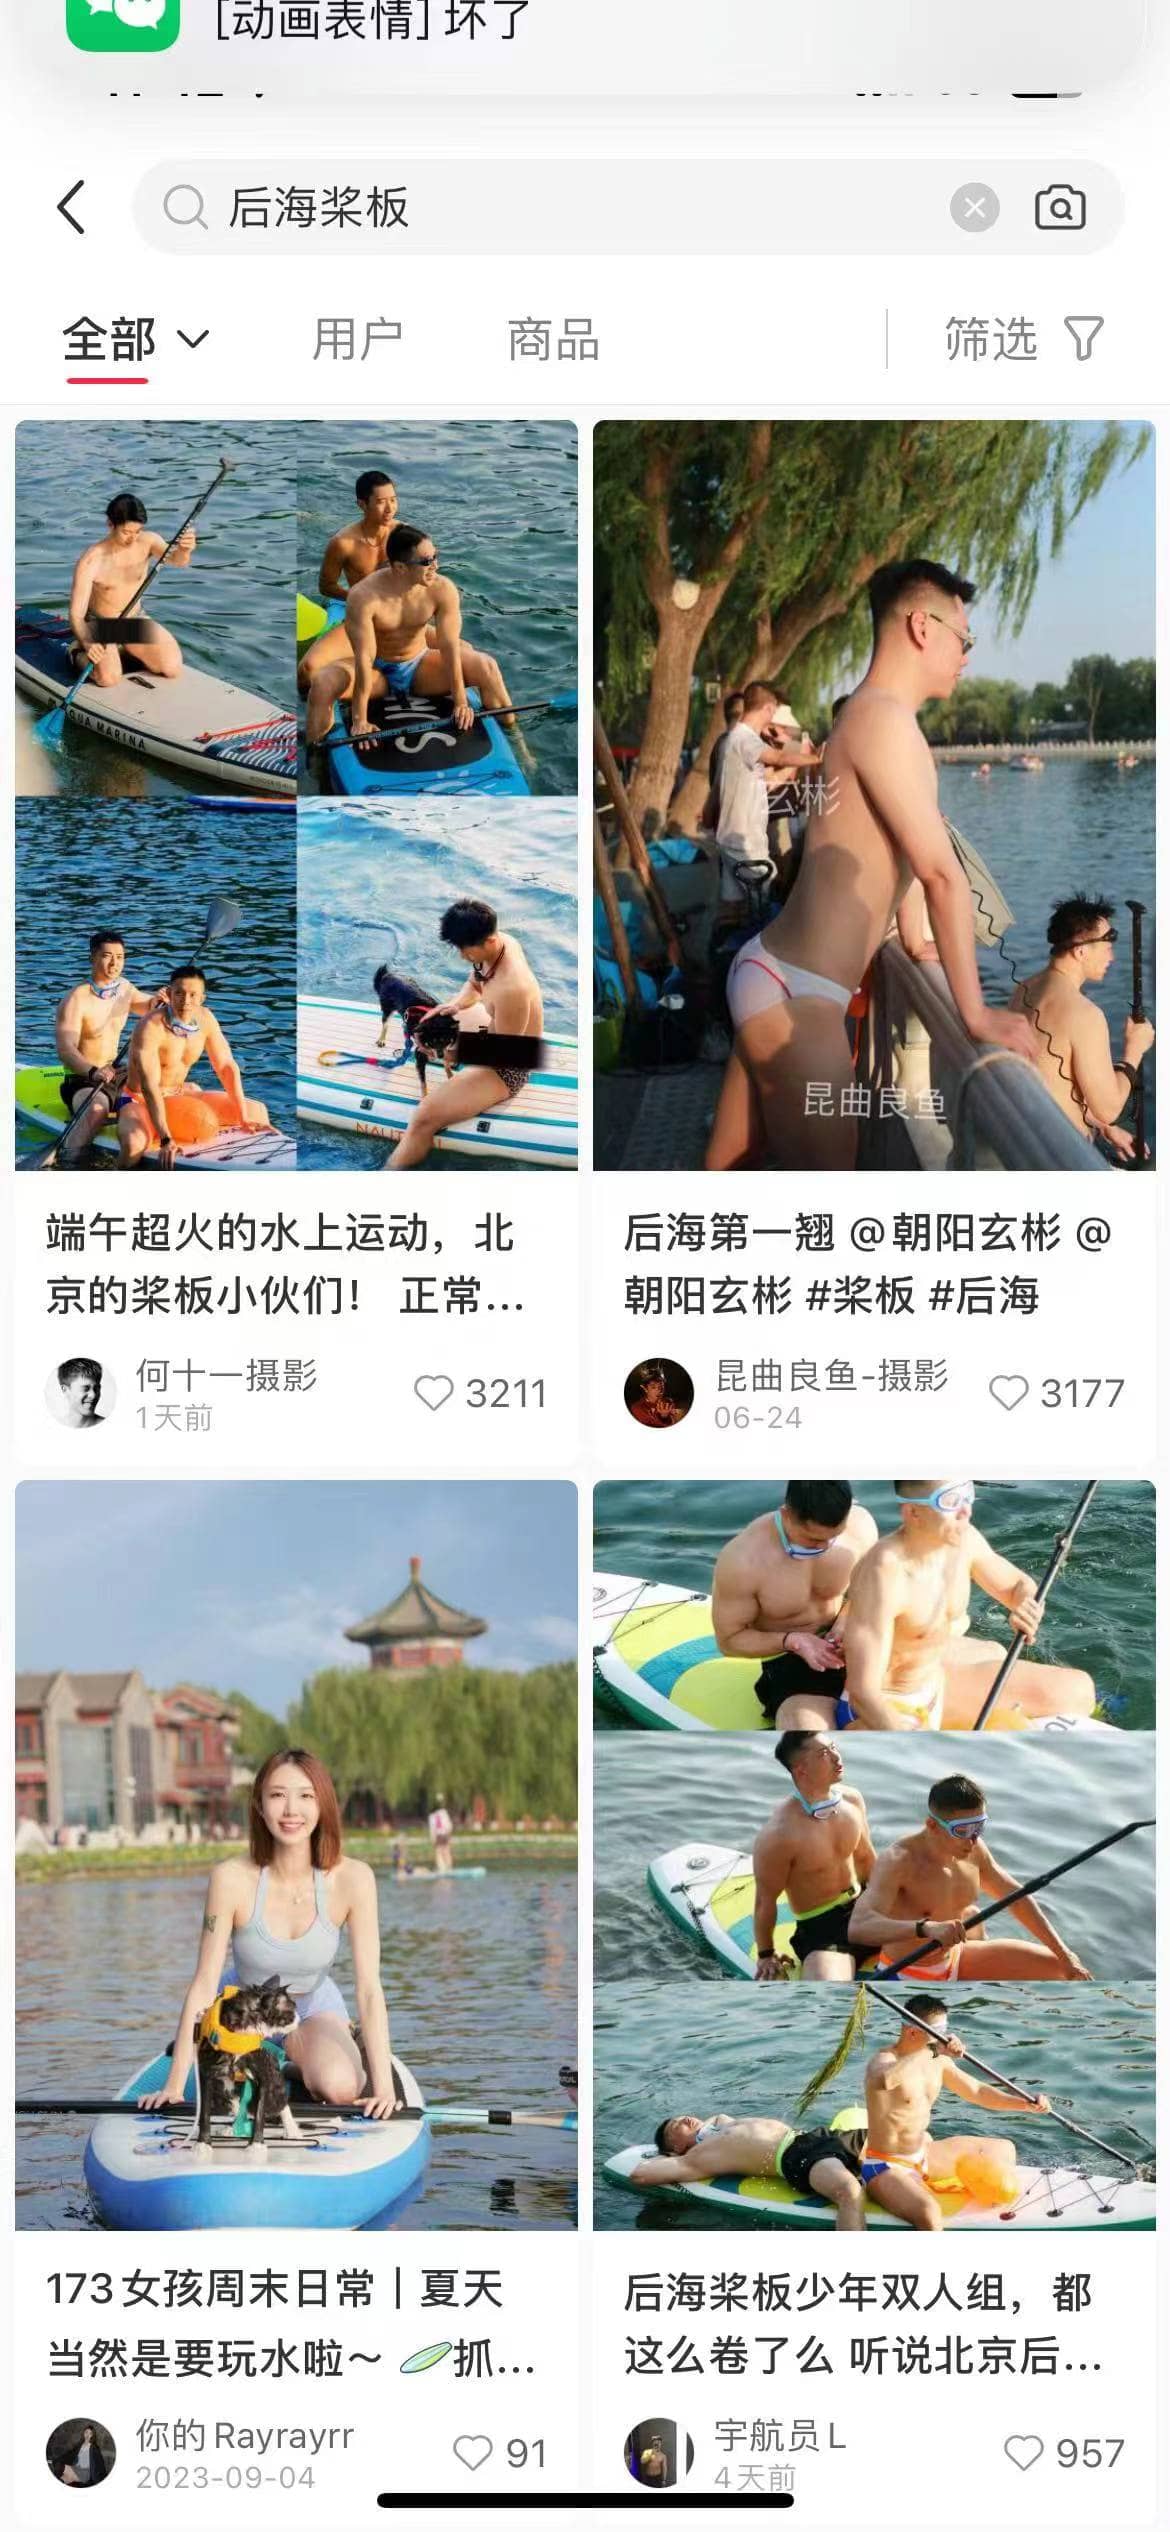 [动画表情] 坏了
后海桨板
全部
用户
商品
筛选
QUA MARINA
玄彬
昆曲良鱼
端午超火的水上运动，北
京的桨板小伙们！ 正常...
何十一摄影
1天前
3211
后海第一翘 @朝阳玄彬 @
朝阳玄彬 #桨板 #后海
昆曲良鱼-摄影
06-24
3177
173女孩周末日常｜夏天
当然是要玩水啦～ 抓...
你的Rayrayrr
2023-09-04
91
后海桨板少年双人组，都
这么卷了么 听说北京后...
宇航员L
4天前
957